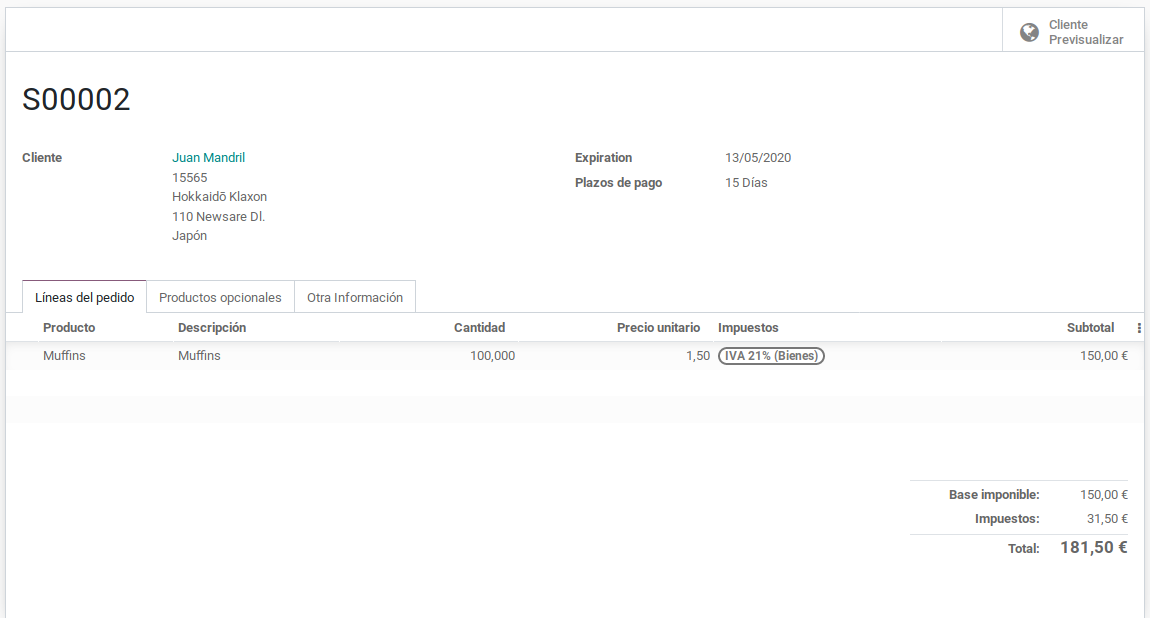 Cliente
Previsualizar
S00002
Cliente
Juan Mandril
15565
Hokkaidō Klaxon
110 Newsare Dl.
Japón
Expiration 13/05/2020
Plazos de pago 15 Días
Líneas del pedido Productos opcionales Otra Información
Producto Descripción Cantidad Precio unitario Impuestos Subtotal
Muffins Muffins 100,000 1,50 IVA 21% (Bienes) 150,00 €
Base imponible: 150,00 €
Impuestos: 31,50 €
Total: 181,50 €